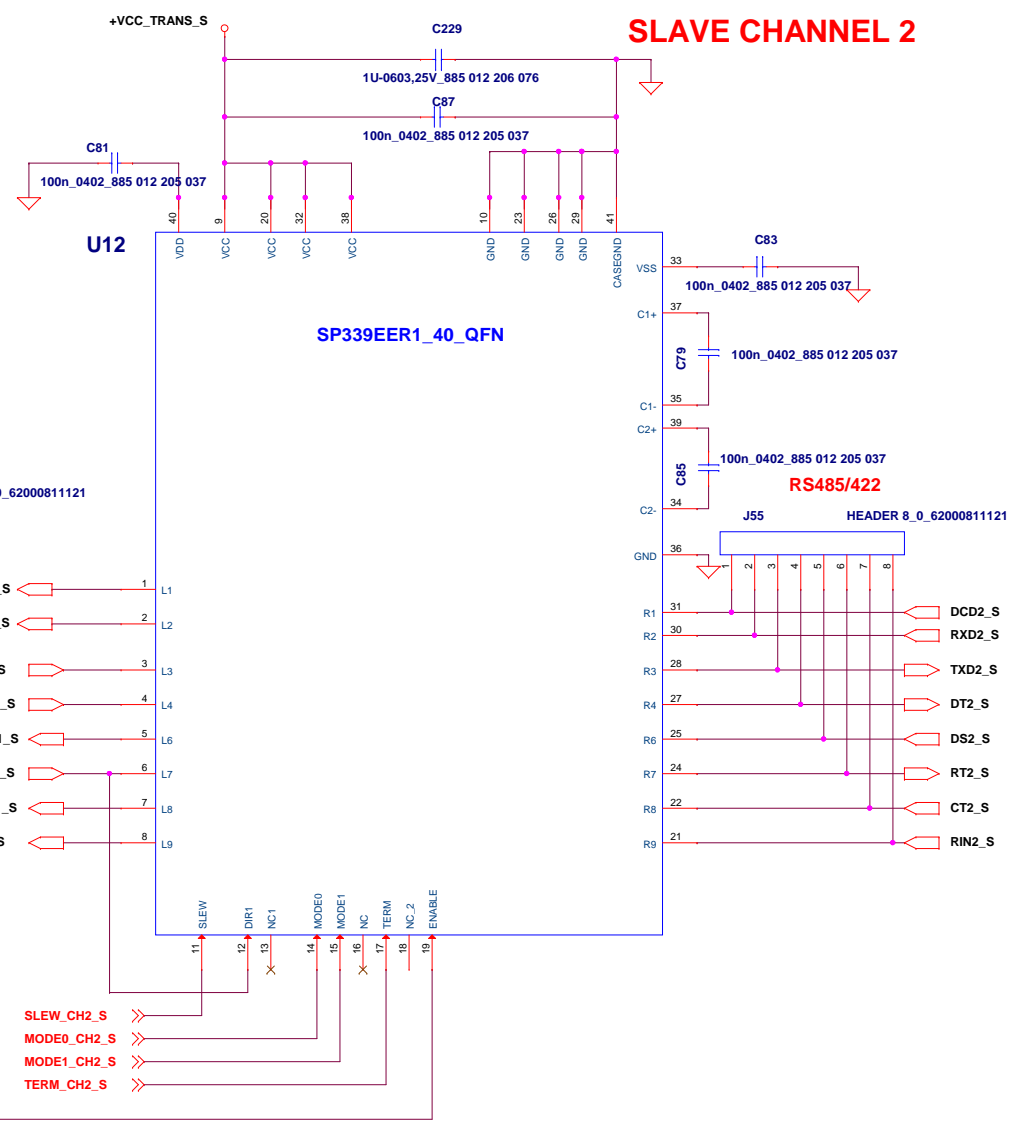 +VCC_TRANS_S
C229
SLAVE CHANNEL 2
1U-0603,25V_885 012 206 076
C87
100n_0402_885 012 205 037
C81
100n_0402_885 012 205 037
40
9
20
32
38
10
23
26
29
41
U12
VDD
VCC
VCC
VCC
VCC
GND
GND
GND
GND
CASEGND
C83
VSS
33
100n_0402_885 012 205 037
C1+
37
SP339EER1_40_QFN
C79
100n_0402_885 012 205 037
C1-
35
C2+
39
C85
100n_0402_885 012 205 037
RS485/422
_62000811121
C2-
34
J55
HEADER 8_0_62000811121
GND
36
1
2
3
4
5
6
7
8
_S
1
L1
R1
31
DCD2_S
S
2
L2
R2
30
RXD2_S
S
3
L3
R3
28
TXD2_S
_S
4
L4
R4
27
DT2_S
_S
5
L6
R6
25
DS2_S
_S
6
L7
R7
24
RT2_S
_S
7
L8
R8
22
CT2_S
S
8
L9
R9
21
RIN2_S
SLEW
DIR1
NC1
MODE0
MODE1
NC
TERM
NC_2
ENABLE
11
12
13
14
15
16
17
18
19
SLEW_CH2_S
MODE0_CH2_S
MODE1_CH2_S
TERM_CH2_S